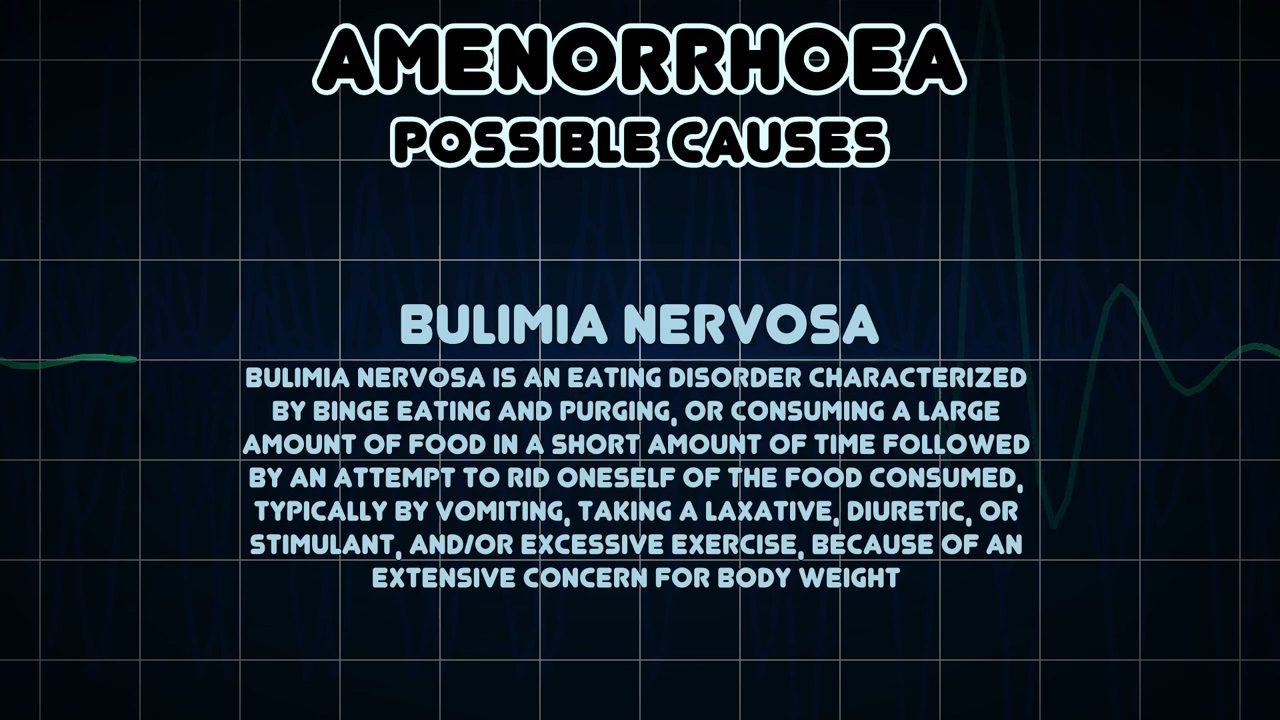 AMENORRHOEA
POSSIBLE CAUSES
BULIMIA NERVOSA
BULIMIA NERVOSA IS AN EATING DISORDER CHARACTERIZED
BY BINGE EATING AND PURGING, OR CONSUMING A LARGE
AMOUNT OF FOOD IN A SHORT AMOUNT OF TIME FOLLOWED
BY AN ATTEMPT TO RID ONESELF OF THE FOOD CONSUMED,
TYPICALLY BY VOMITING, TAKING A LAXATIVE, DIURETIC, OR
STIMULANT, AND/OR EXCESSIVE EXERCISE, BECAUSE OF AN
EXTENSIVE CONCERN FOR BODY WEIGHT